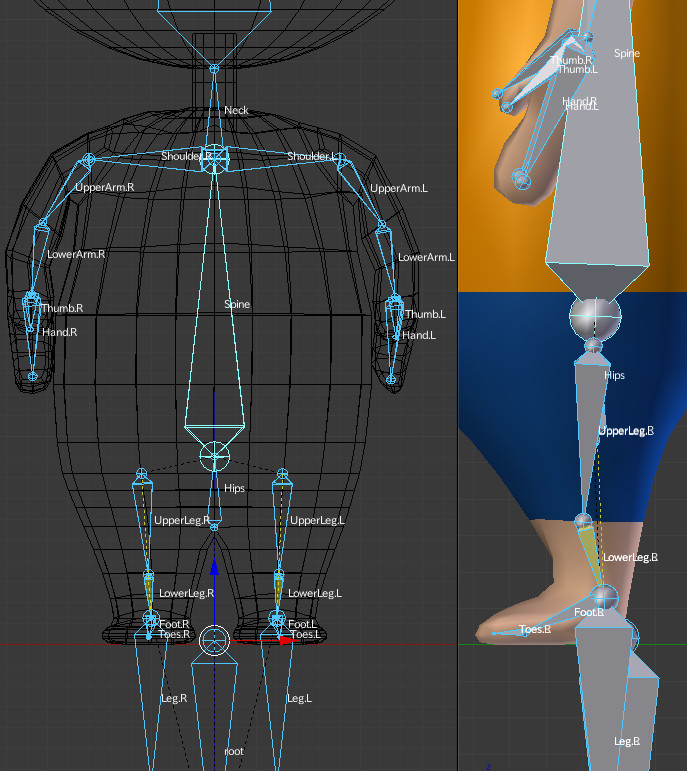 Neck
Shoulder.R
Shoulder.L
UpperArm.R
UpperArm.L
LowerArm.R
LowerArm.L
Spine
Thumb.R
Thumb.L
Hand.R
Hand.L
Hips
UpperLeg.R
UpperLeg.L
LowerLeg.R
LowerLeg.L
Foot.R
Foot.L
Toes.R
Toes.L
Leg.R
Leg.L
root
Spine
Thumb.R
Thumb.L
Hand.R
Hand.L
Hips
UpperLeg.R
LowerLeg.R
Foot.R
Toes.R
Leg.R